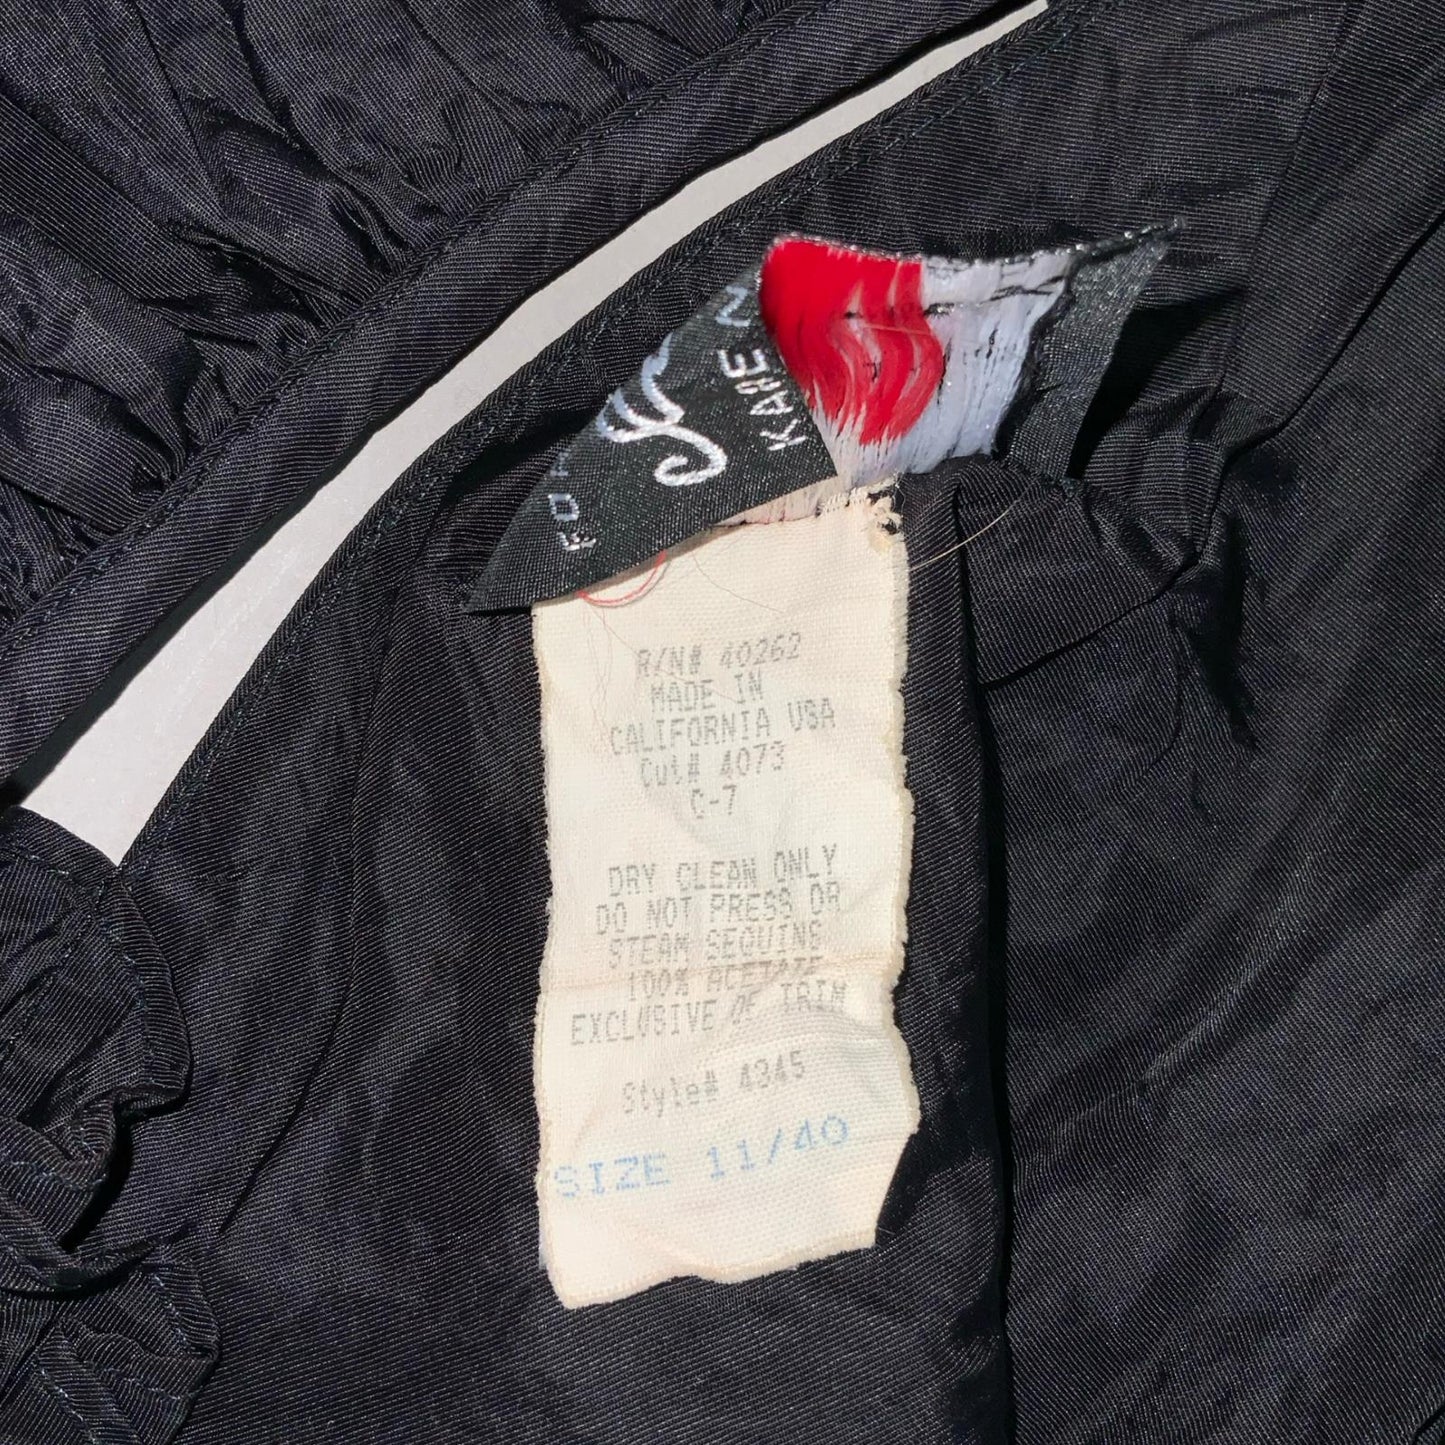 KARE
R/N# 40262
MADE IN
CALIFORNIA USA
Cut# 4073
C-7
DRY CLEAN ONLY
DO NOT PRESS OR
STEAM SEQUINS
100% ACETATE
EXCLUSIVE OF TRIM
Style# 4345
SIZE 11/40